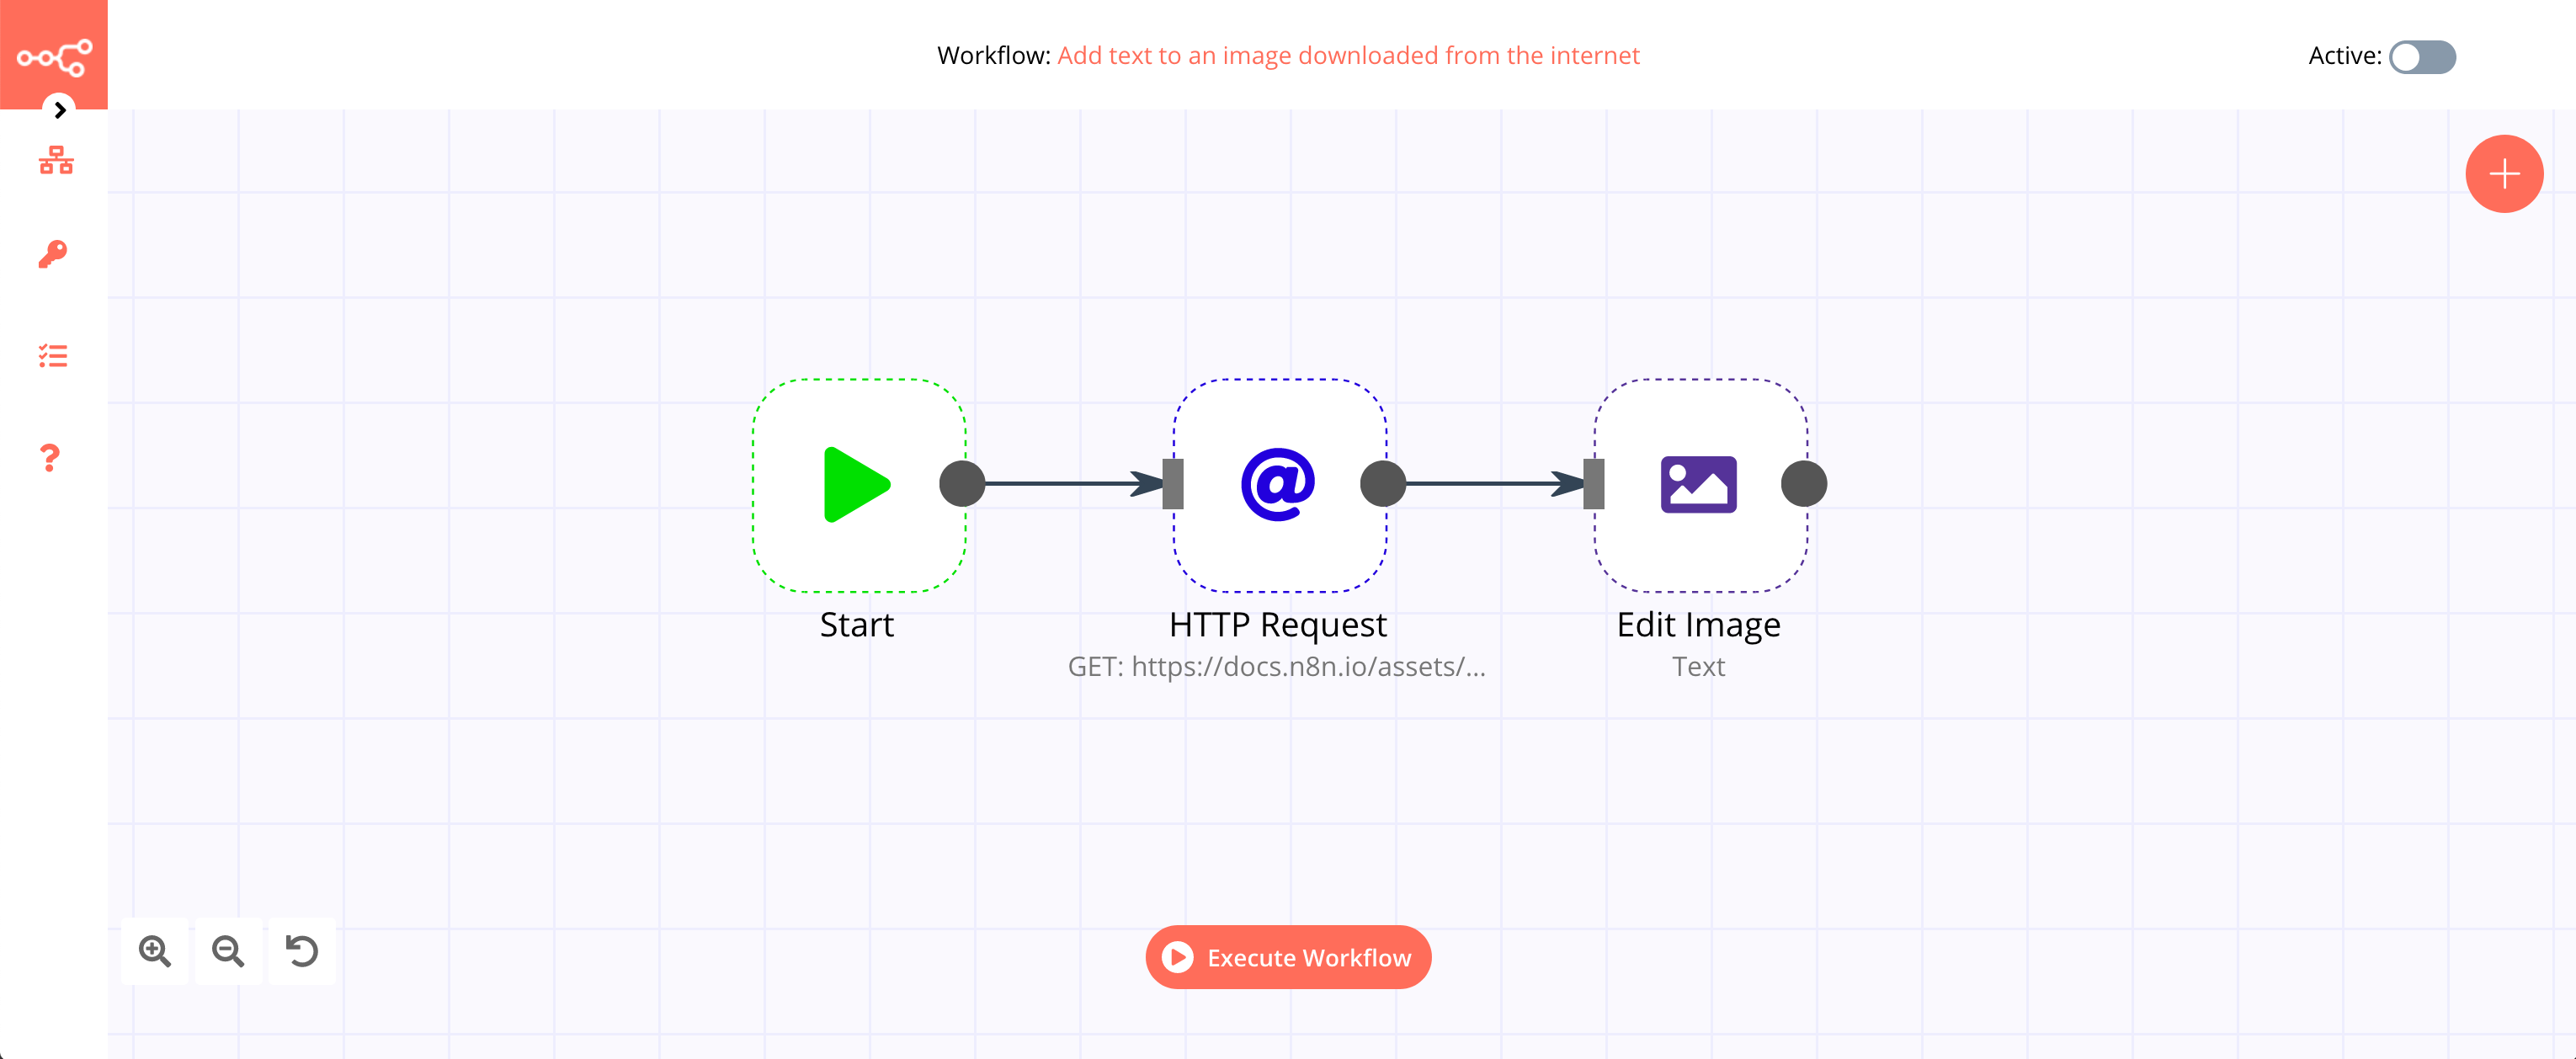 Workflow: Add text to an image downloaded from the internet
Active:
Start
HTTP Request
GET: https://docs.n8n.io/assets/...
Edit Image
Text
Execute Workflow